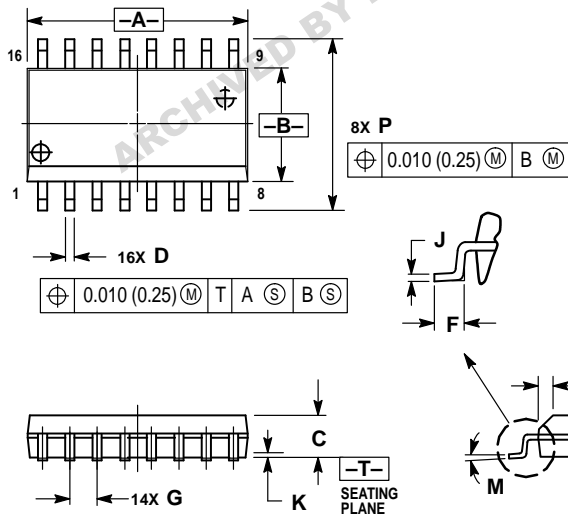 –A–
16
9
ARCHIVED BY
–B–
8X P
⌖ 0.010 (0.25) Ⓜ B Ⓜ
1
8
J
16X D
⌖ 0.010 (0.25) Ⓜ T A Ⓢ B Ⓢ
F
C
–T–
M
14X G
K
SEATING
PLANE